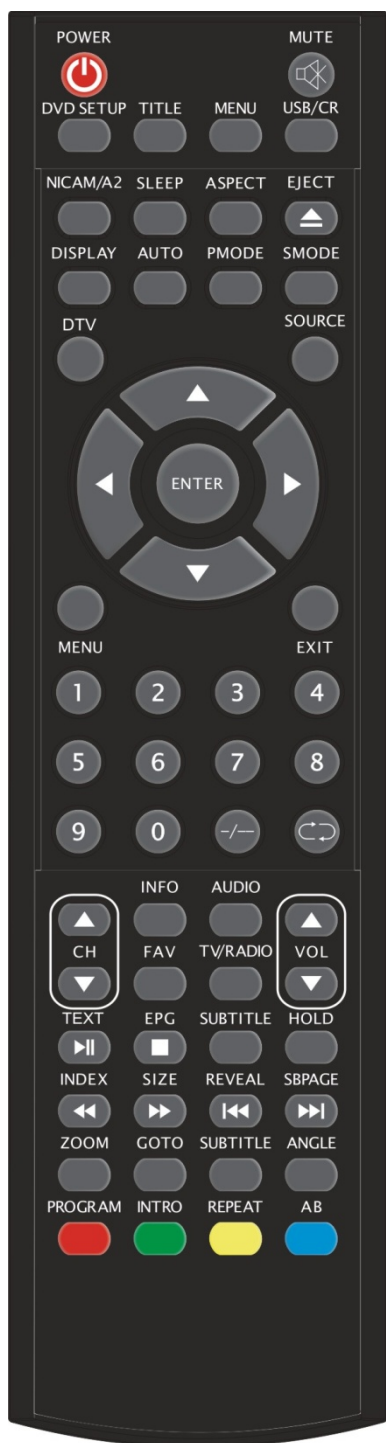 POWER MUTE
DVD SETUP TITLE MENU USB/CR
NICAM/A2 SLEEP ASPECT EJECT
DISPLAY AUTO PMODE SMODE
DTV SOURCE
ENTER
MENU EXIT
1 2 3 4
5 6 7 8
9 0 -/--
INFO AUDIO
CH FAV TV/RADIO VOL
TEXT EPG SUBTITLE HOLD
INDEX SIZE REVEAL SBPAGE
ZOOM GOTO SUBTITLE ANGLE
PROGRAM INTRO REPEAT AB